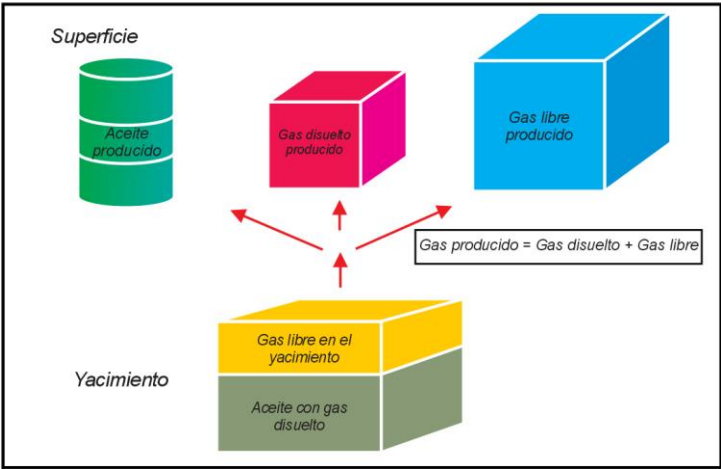 Superficie
Aceite
producido
Gas disuelto
producido
Gas libre
producido
Gas producido = Gas disuelto + Gas libre
Gas libre en el
yacimiento
Yacimiento
Aceite con gas
disuelto